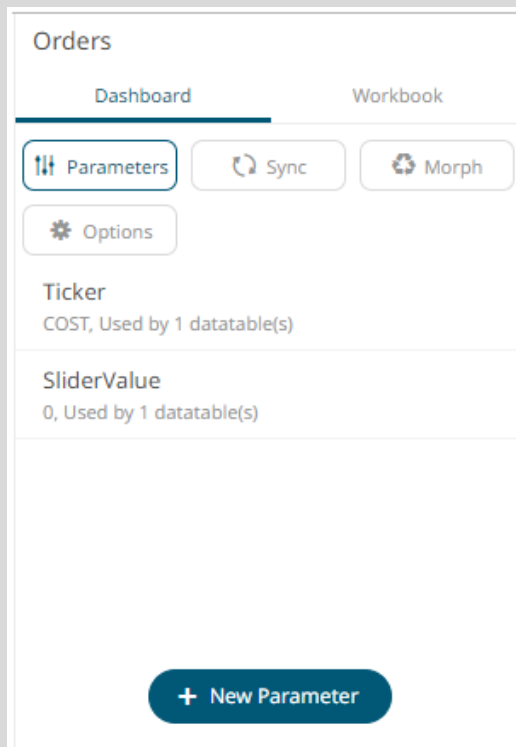 Orders
Dashboard Workbook
Parameters Sync Morph
Options
Ticker
COST, Used by 1 datatable(s)
SliderValue
0, Used by 1 datatable(s)
+ New Parameter